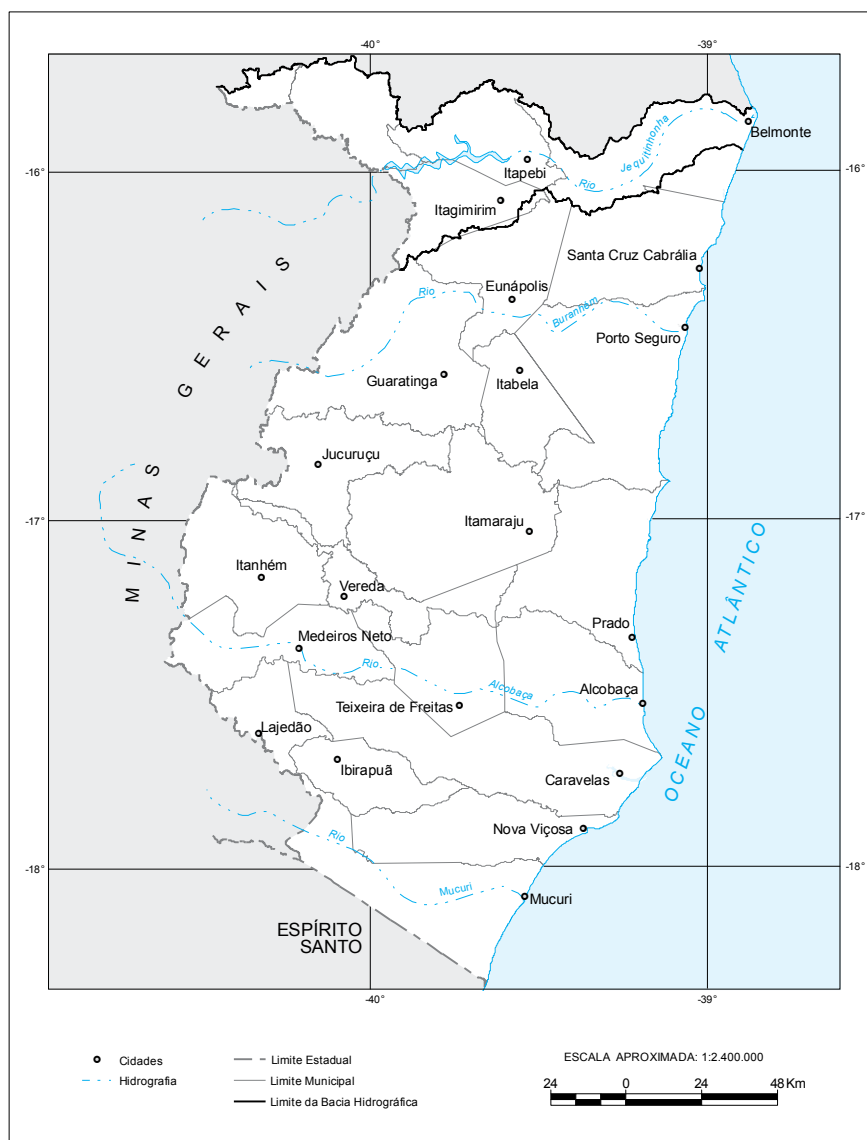 -40°
-39°
Belmonte
Jequitinhonha
Itapebi
-16°
-16°
Rio
Itagimirim
Santa Cruz Cabrália
Eunápolis
Rio
Buranhém
Porto Seguro
Guaratinga
Itabela
MINAS GERAIS
Jucuruçu
-17°
-17°
Itamaraju
Itanhém
Vereda
OCEANO ATLÂNTICO
Prado
Medeiros Neto
Rio
Alcobaça
Alcobaça
Teixeira de Freitas
Lajedão
Ibirapuã
Caravelas
Nova Viçosa
Rio
-18°
-18°
Mucuri
Mucuri
ESPÍRITO
SANTO
-40°
-39°
Cidades
Hidrografia
Limite Estadual
Limite Municipal
Limite da Bacia Hidrográfica
ESCALA APROXIMADA: 1:2.400.000
24 0 24 48 Km